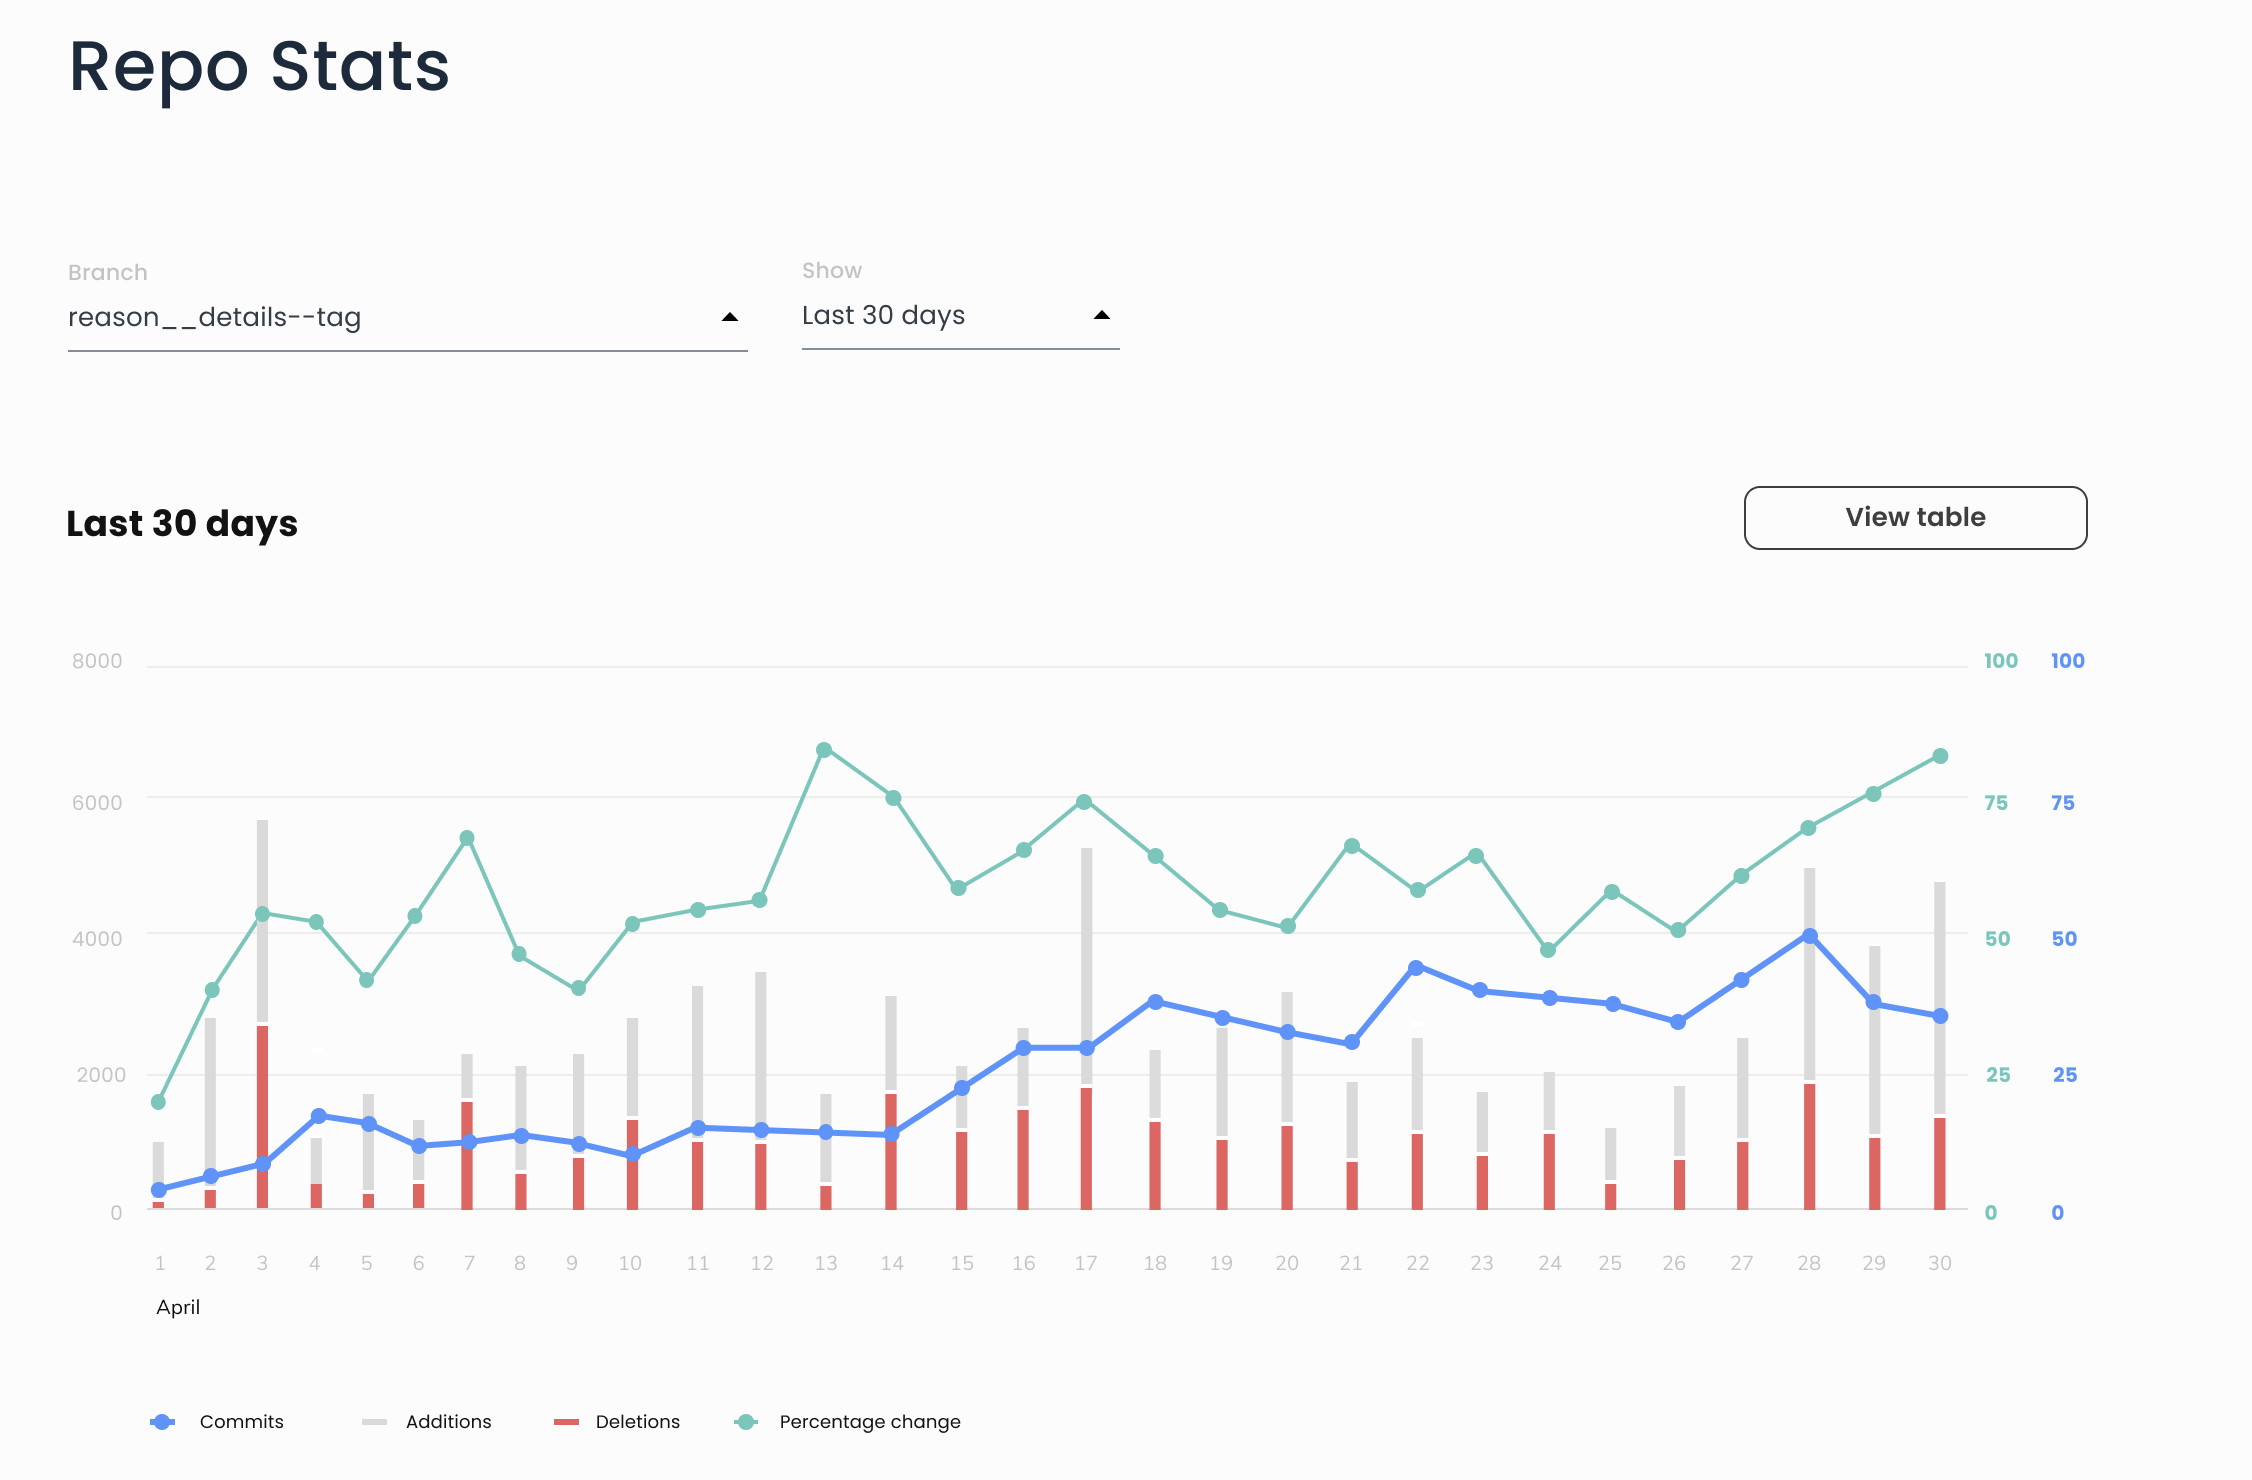 Repo Stats
Branch
Show
reason__details--tag
Last 30 days
Last 30 days
View table
8000
100 100
6000
75 75
4000
50 50
2000
25 25
0
0 0
1 2 3 4 5 6 7 8 9 10 11 12 13 14 15 16 17 18 19 20 21 22 23 24 25 26 27 28 29 30
April
Commits Additions Deletions Percentage change